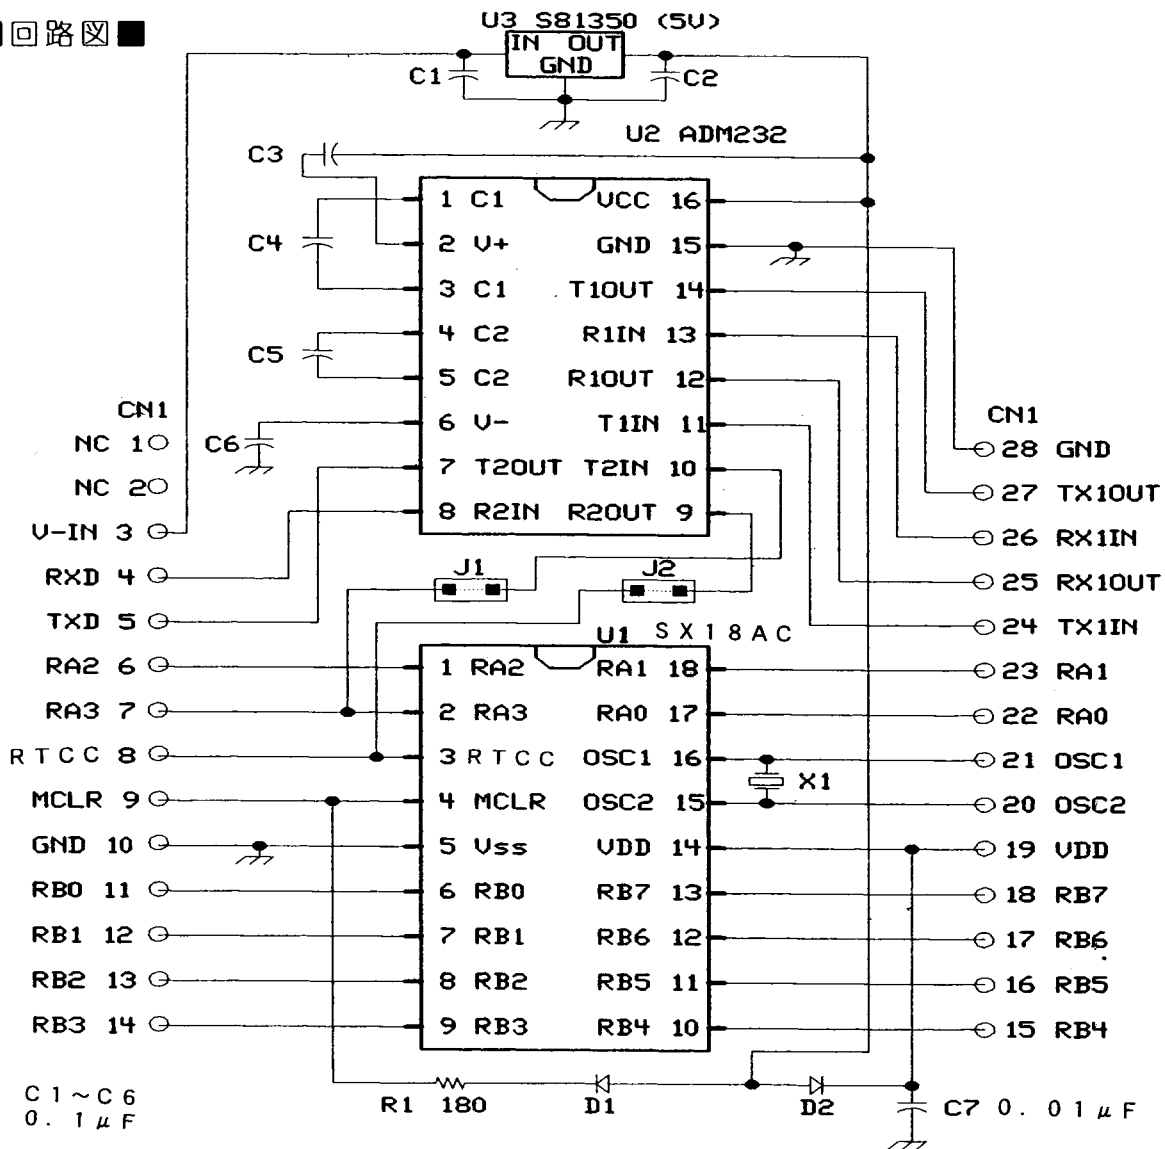 回路図■
U3 S81350 (5V)
IN OUT
GND
C1
C2
U2 ADM232
C3
1 C1 VCC 16
C4
2 V+ GND 15
3 C1 T1OUT 14
4 C2 R1IN 13
C5
5 C2 R1OUT 12
6 V- T1IN 11
C6
7 T2OUT T2IN 10
8 R2IN R2OUT 9
CN1
NC 1
NC 2
V-IN 3
RXD 4
TXD 5
RA2 6
RA3 7
RTCC 8
MCLR 9
GND 10
RB0 11
RB1 12
RB2 13
RB3 14
J1
J2
U1 SX18AC
1 RA2 RA1 18
2 RA3 RA0 17
3 RTCC OSC1 16
4 MCLR OSC2 15
5 Vss VDD 14
6 RB0 RB7 13
7 RB1 RB6 12
8 RB2 RB5 11
9 RB3 RB4 10
X1
CN1
28 GND
27 TX1OUT
26 RX1IN
25 RX1OUT
24 TX1IN
23 RA1
22 RA0
21 OSC1
20 OSC2
19 VDD
18 RB7
17 RB6
16 RB5
15 RB4
C1~C6
0.1μF
R1 180
D1
D2
C7 0.01μF